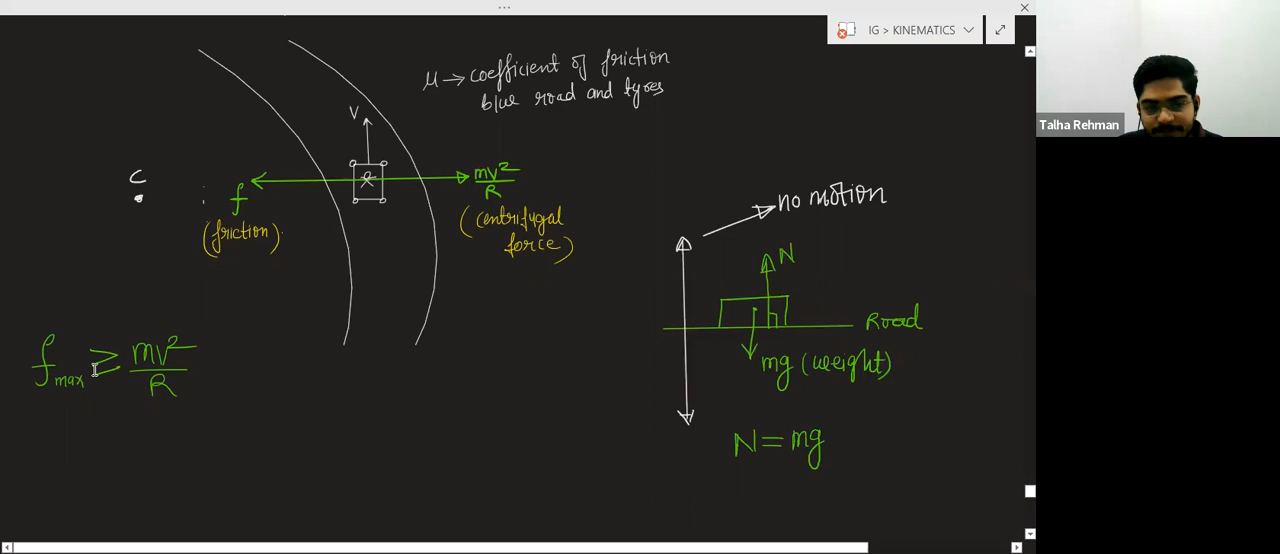 IG > KINEMATICS
μ → coefficient of friction
b/w road and tyres
V
C
f
(friction)
mv²/R
(centrifugal
force)
no motion
N
Road
mg (weight)
f max ≥ mv²/R
N = mg
Talha Rehman